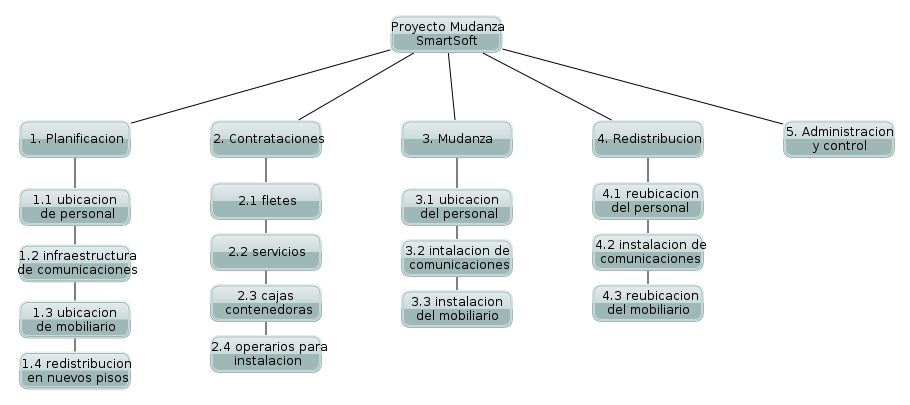 Proyecto Mudanza
SmartSoft
1. Planificacion
2. Contrataciones
3. Mudanza
4. Redistribucion
5. Administracion
y control
1.1 ubicacion
de personal
1.2 infraestructura
de comunicaciones
1.3 ubicacion
de mobiliario
1.4 redistribucion
en nuevos pisos
2.1 fletes
2.2 servicios
2.3 cajas
contenedoras
2.4 operarios para
instalacion
3.1 ubicacion
del personal
3.2 intalacion de
comunicaciones
3.3 instalacion
del mobiliario
4.1 reubicacion
del personal
4.2 instalacion de
comunicaciones
4.3 reubicacion
del mobiliario